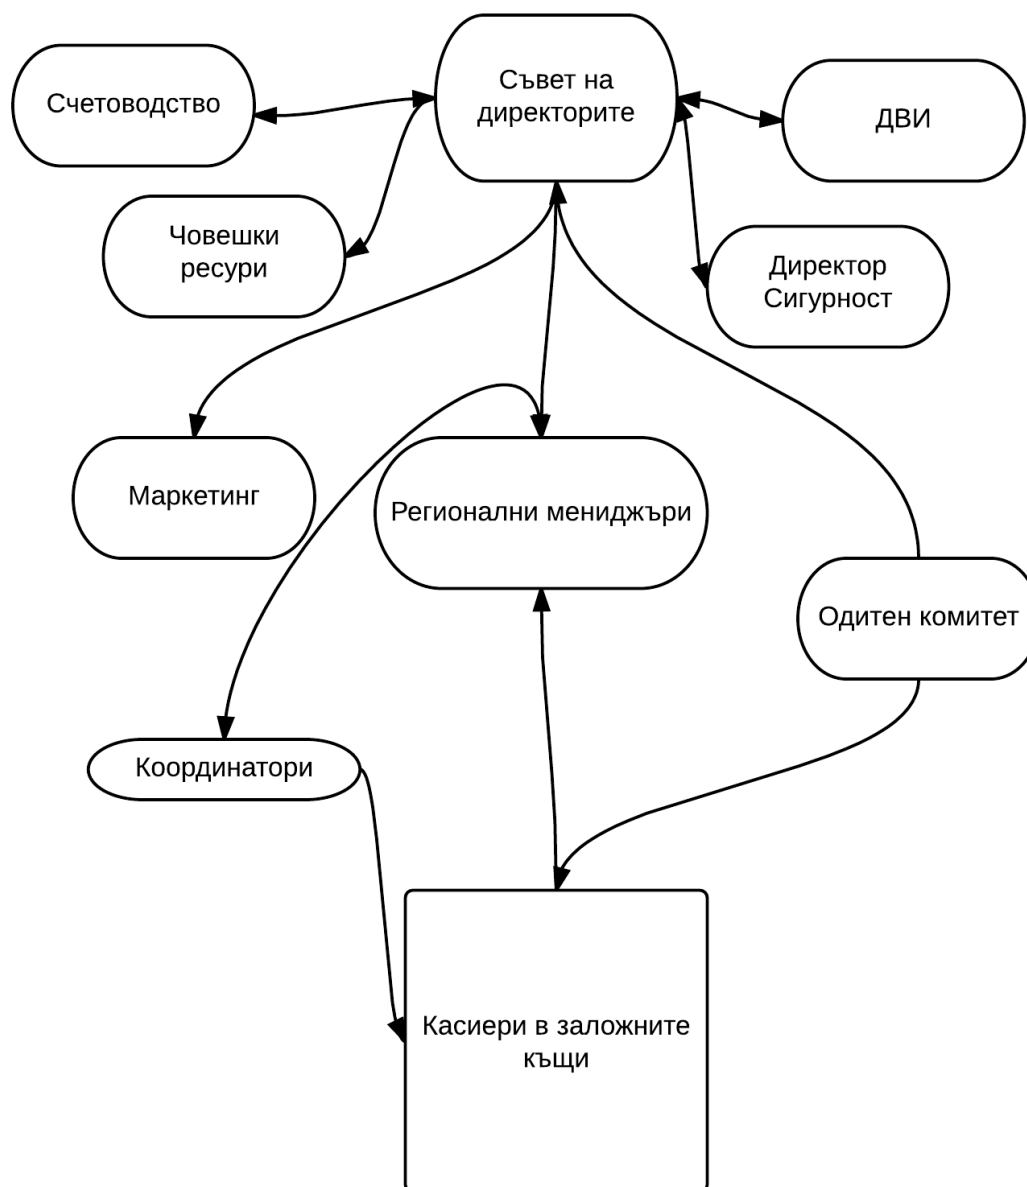 Съвет на
директорите
Счетоводство
ДВИ
Човешки
ресури
Директор
Сигурност
Маркетинг
Регионални мениджъри
Одитен комитет
Координатори
Касиери в заложните
къщи